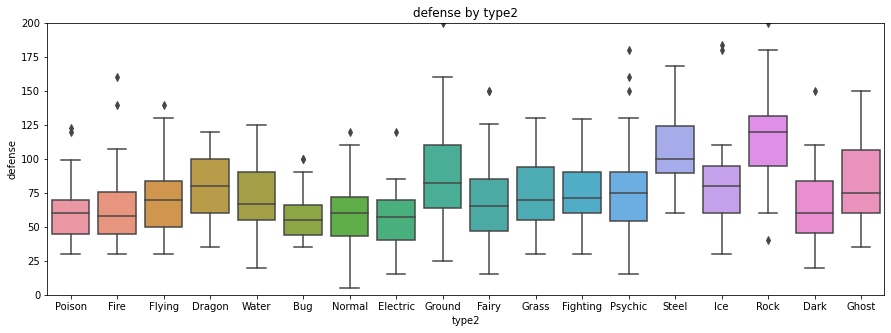 defense by type2
200
175
150
125
100
75
50
25
0
defense
Poison Fire Flying Dragon Water Bug Normal Electric Ground Fairy Grass Fighting Psychic Steel Ice Rock Dark Ghost
type2